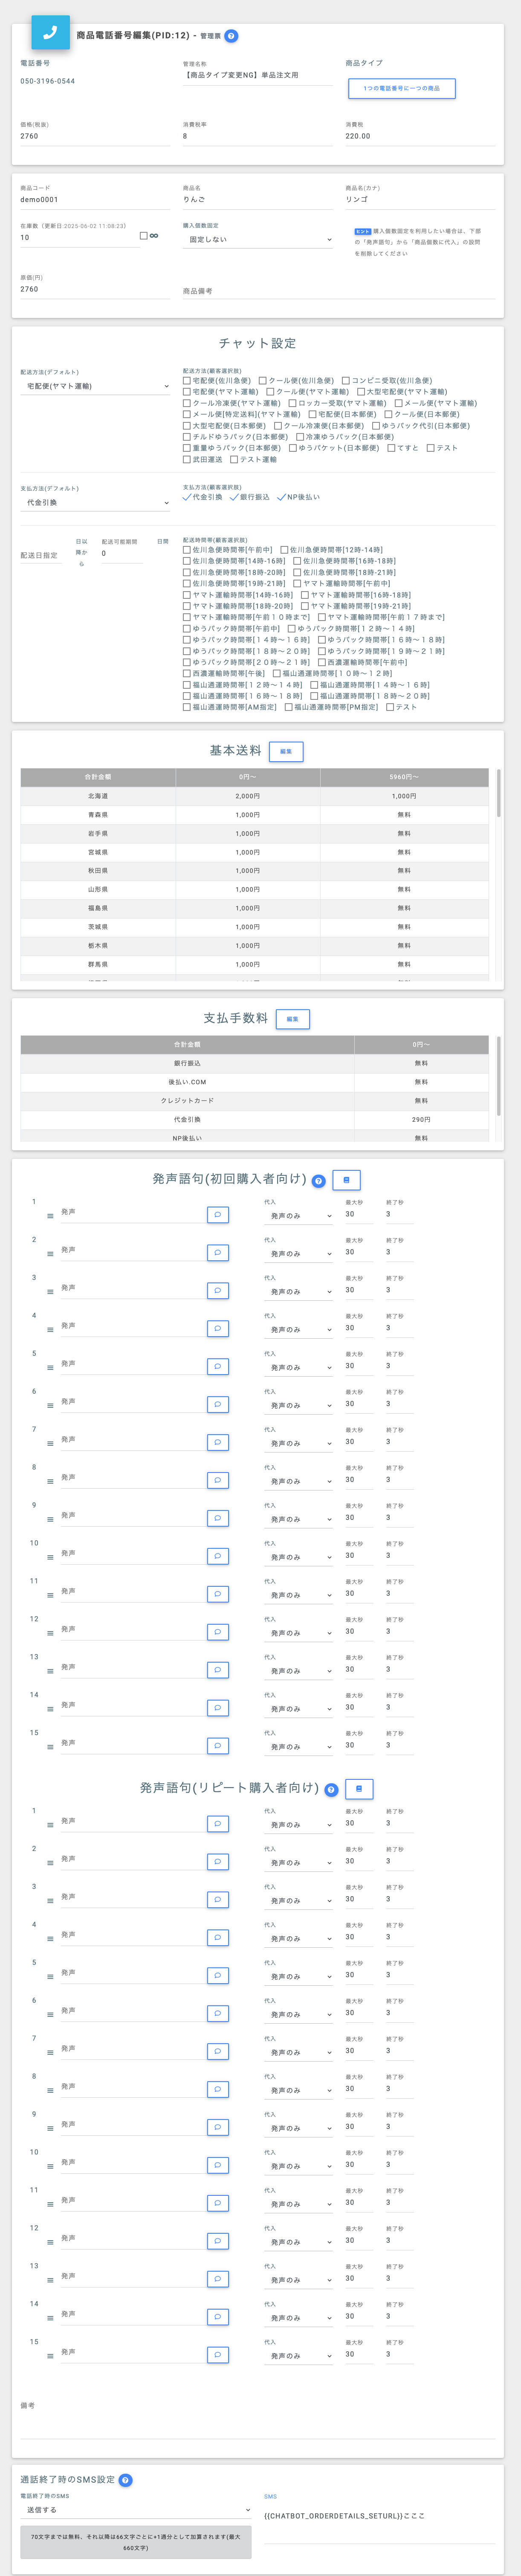 商品電話番号編集(PID:12) - 管理票
電話番号
050-3196-0544
管理名称
【商品タイプ変更NG】単品注文用
商品タイプ
1つの電話番号に一つの商品
価格(税抜)
2760
消費税率
8
消費税
220.00
商品コード
demo0001
商品名
りんご
商品名(カナ)
リンゴ
在庫数（更新日:2025-06-02 11:08:23）
10
購入個数固定
固定しない
ヒント 購入個数固定を利用したい場合は、下部の「発声語句」から「商品個数に代入」の設問を削除してください
原価(円)
2760
商品備考
チャット設定
配送方法(デフォルト)
宅配便(ヤマト運輸)
配送方法(顧客選択肢)
宅配便(佐川急便) クール便(佐川急便) コンビニ受取(佐川急便)
宅配便(ヤマト運輸) クール便(ヤマト運輸) 大型宅配便(ヤマト運輸)
クール冷凍便(ヤマト運輸) ロッカー受取(ヤマト運輸) メール便(ヤマト運輸)
メール便[特定送料](ヤマト運輸) 宅配便(日本郵便) クール便(日本郵便)
大型宅配便(日本郵便) クール冷凍便(日本郵便) ゆうパック代引(日本郵便)
チルドゆうパック(日本郵便) 冷凍ゆうパック(日本郵便)
重量ゆうパック(日本郵便) ゆうパケット(日本郵便) てすと テスト
武田運送 テスト運輸
支払方法(デフォルト)
代金引換
支払方法(顧客選択肢)
代金引換 銀行振込 NP後払い
配送日指定
日以降から
配送可能期間
0
日間
配送時間帯(顧客選択肢)
佐川急便時間帯[午前中] 佐川急便時間帯[12時-14時]
佐川急便時間帯[14時-16時] 佐川急便時間帯[16時-18時]
佐川急便時間帯[18時-20時] 佐川急便時間帯[18時-21時]
佐川急便時間帯[19時-21時] ヤマト運輸時間帯[午前中]
ヤマト運輸時間帯[14時-16時] ヤマト運輸時間帯[16時-18時]
ヤマト運輸時間帯[18時-20時] ヤマト運輸時間帯[19時-21時]
ヤマト運輸時間帯[午前１０時まで] ヤマト運輸時間帯[午前１７時まで]
ゆうパック時間帯[午前中] ゆうパック時間帯[１２時～１４時]
ゆうパック時間帯[１４時～１６時] ゆうパック時間帯[１６時～１８時]
ゆうパック時間帯[１８時～２０時] ゆうパック時間帯[１９時～２１時]
ゆうパック時間帯[２０時～２１時] 西濃運輸時間帯[午前中]
西濃運輸時間帯[午後] 福山通運時間帯[１０時～１２時]
福山通運時間帯[１２時～１４時] 福山通運時間帯[１４時～１６時]
福山通運時間帯[１６時～１８時] 福山通運時間帯[１８時～２０時]
福山通運時間帯[AM指定] 福山通運時間帯[PM指定] テスト
基本送料 編集
合計金額 0円～ 5960円～
北海道 2,000円 1,000円
青森県 1,000円 無料
岩手県 1,000円 無料
宮城県 1,000円 無料
秋田県 1,000円 無料
山形県 1,000円 無料
福島県 1,000円 無料
茨城県 1,000円 無料
栃木県 1,000円 無料
群馬県 1,000円 無料
支払手数料 編集
合計金額 0円～
銀行振込 無料
後払い.COM 無料
クレジットカード 無料
代金引換 290円
NP後払い 無料
発声語句(初回購入者向け)
1 発声 代入 発声のみ 最大秒 30 終了秒 3
2 発声 代入 発声のみ 最大秒 30 終了秒 3
3 発声 代入 発声のみ 最大秒 30 終了秒 3
4 発声 代入 発声のみ 最大秒 30 終了秒 3
5 発声 代入 発声のみ 最大秒 30 終了秒 3
6 発声 代入 発声のみ 最大秒 30 終了秒 3
7 発声 代入 発声のみ 最大秒 30 終了秒 3
8 発声 代入 発声のみ 最大秒 30 終了秒 3
9 発声 代入 発声のみ 最大秒 30 終了秒 3
10 発声 代入 発声のみ 最大秒 30 終了秒 3
11 発声 代入 発声のみ 最大秒 30 終了秒 3
12 発声 代入 発声のみ 最大秒 30 終了秒 3
13 発声 代入 発声のみ 最大秒 30 終了秒 3
14 発声 代入 発声のみ 最大秒 30 終了秒 3
15 発声 代入 発声のみ 最大秒 30 終了秒 3
発声語句(リピート購入者向け)
1 発声 代入 発声のみ 最大秒 30 終了秒 3
2 発声 代入 発声のみ 最大秒 30 終了秒 3
3 発声 代入 発声のみ 最大秒 30 終了秒 3
4 発声 代入 発声のみ 最大秒 30 終了秒 3
5 発声 代入 発声のみ 最大秒 30 終了秒 3
6 発声 代入 発声のみ 最大秒 30 終了秒 3
7 発声 代入 発声のみ 最大秒 30 終了秒 3
8 発声 代入 発声のみ 最大秒 30 終了秒 3
9 発声 代入 発声のみ 最大秒 30 終了秒 3
10 発声 代入 発声のみ 最大秒 30 終了秒 3
11 発声 代入 発声のみ 最大秒 30 終了秒 3
12 発声 代入 発声のみ 最大秒 30 終了秒 3
13 発声 代入 発声のみ 最大秒 30 終了秒 3
14 発声 代入 発声のみ 最大秒 30 終了秒 3
15 発声 代入 発声のみ 最大秒 30 終了秒 3
備考
通話終了時のSMS設定
電話終了時のSMS
送信する
70文字までは無料、それ以降は66文字ごとに+1通分として加算されます(最大660文字)
SMS
{{CHATBOT_ORDERDETAILS_SETURL}}こここ